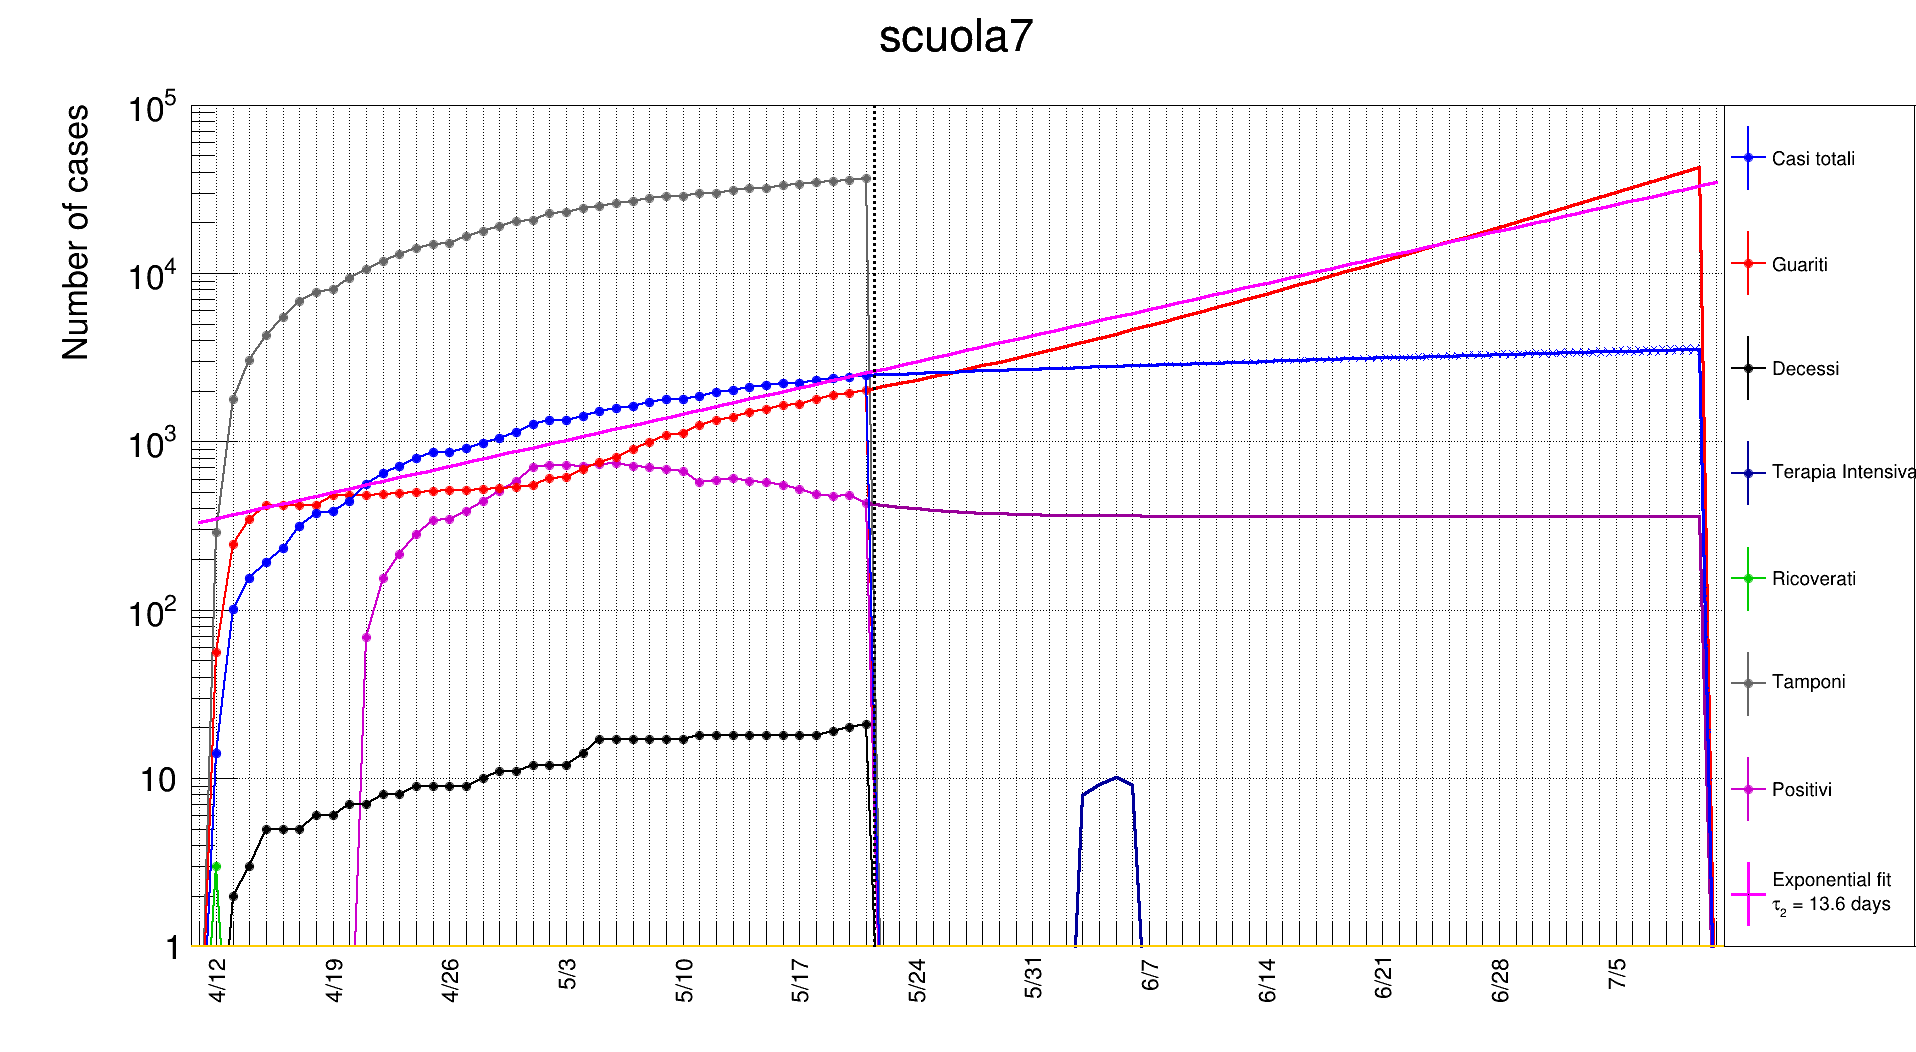 scuola7
Number of cases
10^5
10^4
10^3
10^2
10
1
4/12
4/19
4/26
5/3
5/10
5/17
5/24
5/31
6/7
6/14
6/21
6/28
7/5
Casi totali
Guariti
Decessi
Terapia Intensiva
Ricoverati
Tamponi
Positivi
Exponential fit
τ₂ = 13.6 days